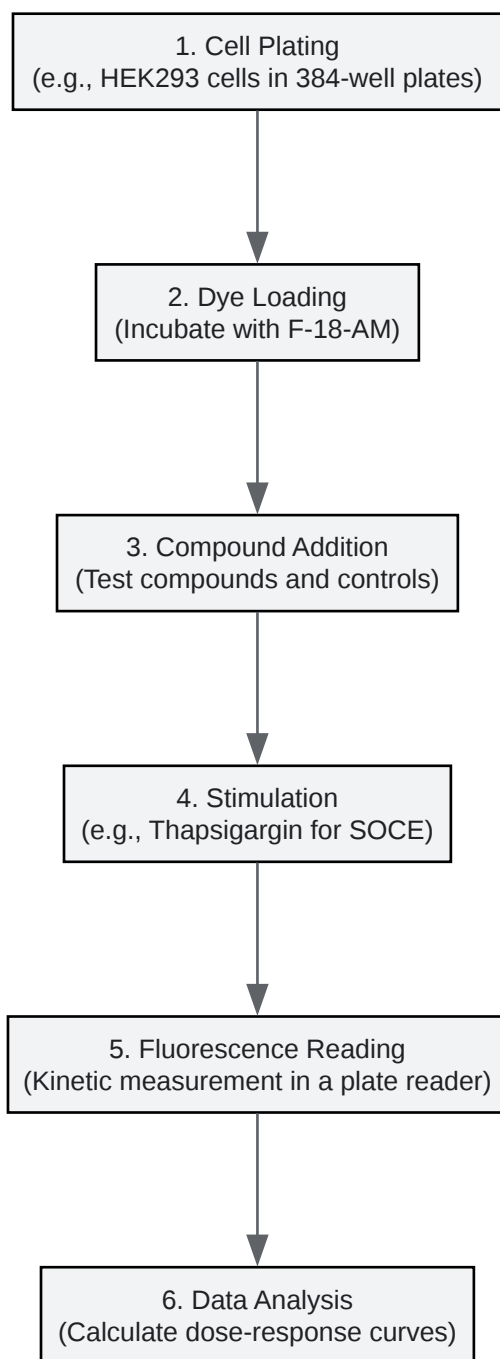 1. Cell Plating
(e.g., HEK293 cells in 384-well plates)
2. Dye Loading
(Incubate with F-18-AM)
3. Compound Addition
(Test compounds and controls)
4. Stimulation
(e.g., Thapsigargin for SOCE)
5. Fluorescence Reading
(Kinetic measurement in a plate reader)
6. Data Analysis
(Calculate dose-response curves)